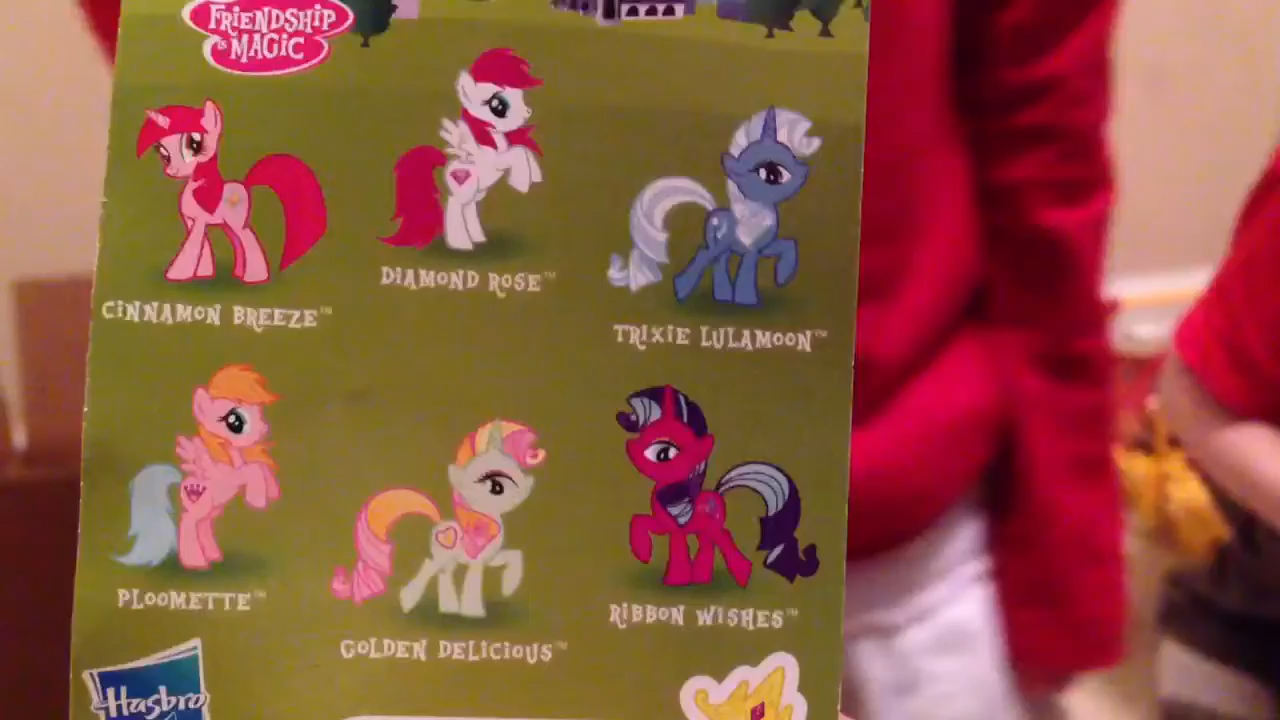 FRIENDSHIP
is MAGIC
CINNAMON BREEZE™
DIAMOND ROSE™
TRIXIE LULAMOON™
PLOOMETTE™
GOLDEN DELICIOUS™
RIBBON WISHES™
Hasbro